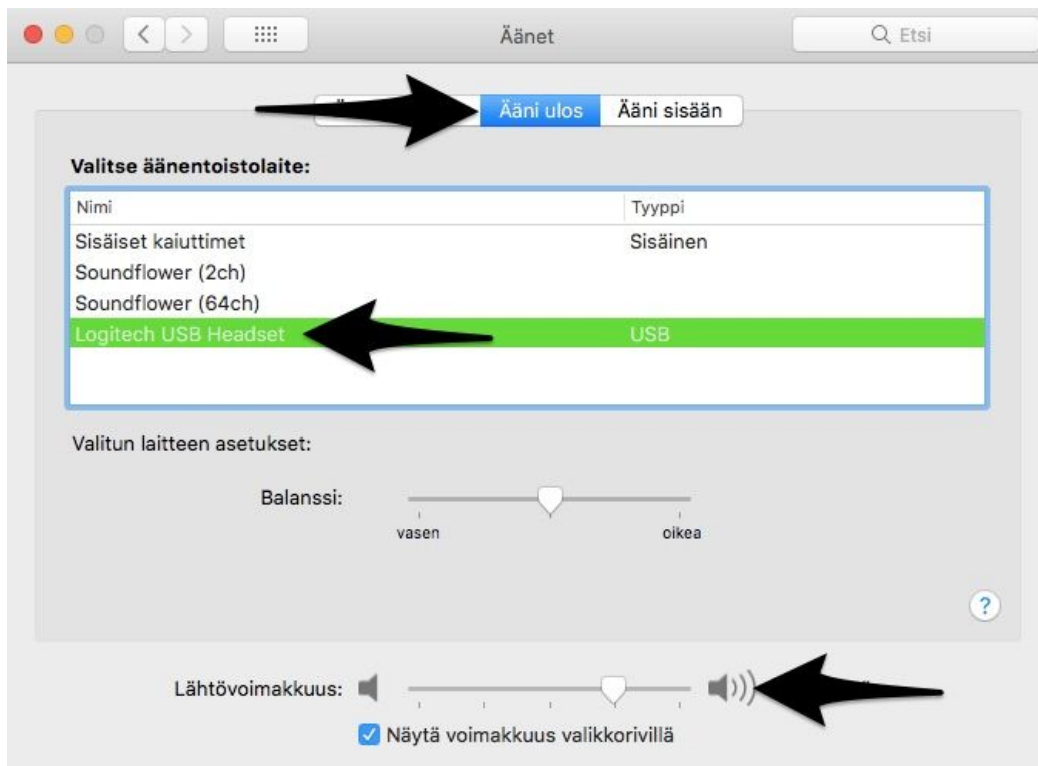 Äänet
Etsi
Ääni ulos
Ääni sisään
Valitse äänentoistolaite:
Nimi Tyyppi
Sisäiset kaiuttimet Sisäinen
Soundflower (2ch)
Soundflower (64ch)
Logitech USB Headset USB
Valitun laitteen asetukset:
Balanssi:
vasen oikea
?
Lähtövoimakkuus:
Näytä voimakkuus valikkorivillä